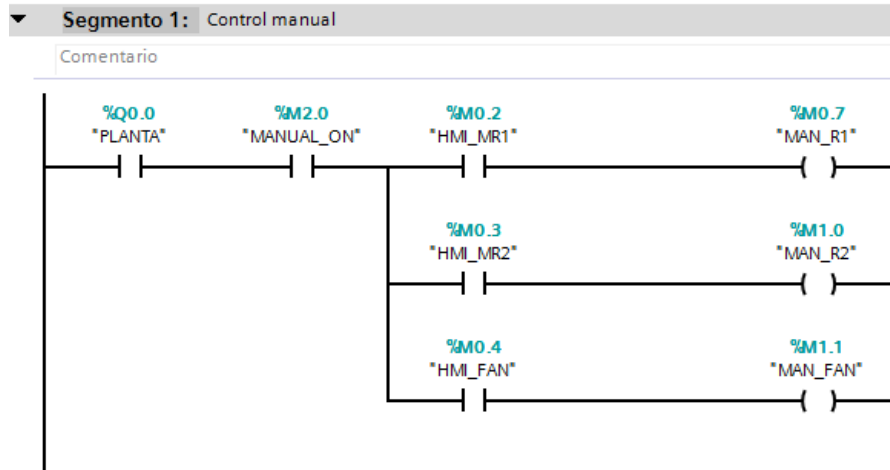 Segmento 1: Control manual
Comentario
%Q0.0 %M2.0 %M0.2 %M0.7
"PLANTA" "MANUAL_ON" "HMI_MR1" "MAN_R1"
%M0.3 %M1.0
"HMI_MR2" "MAN_R2"
%M0.4 %M1.1
"HMI_FAN" "MAN_FAN"